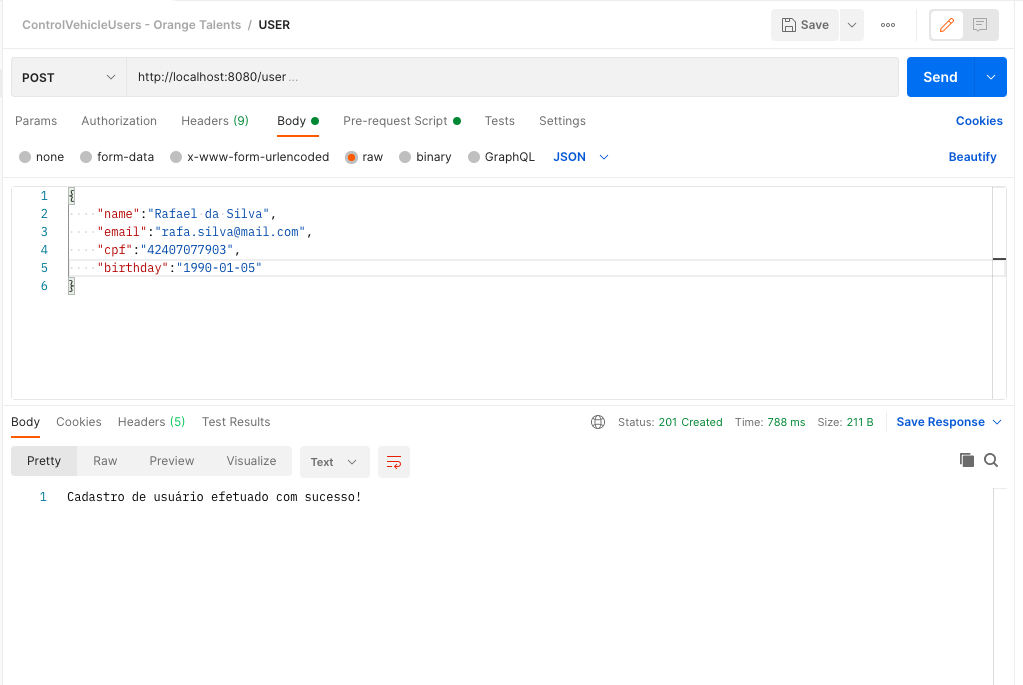 ControlVehicleUsers - Orange Talents / USER
Save
POST http://localhost:8080/user ... Send
Params Authorization Headers (9) Body Pre-request Script Tests Settings Cookies
none form-data x-www-form-urlencoded raw binary GraphQL JSON Beautify
1 {
2 "name":"Rafael da Silva",
3 "email":"rafa.silva@mail.com",
4 "cpf":"42407077903",
5 "birthday":"1990-01-05"
6 }
Body Cookies Headers (5) Test Results Status: 201 Created Time: 788 ms Size: 211 B Save Response
Pretty Raw Preview Visualize Text
1 Cadastro de usuário efetuado com sucesso!